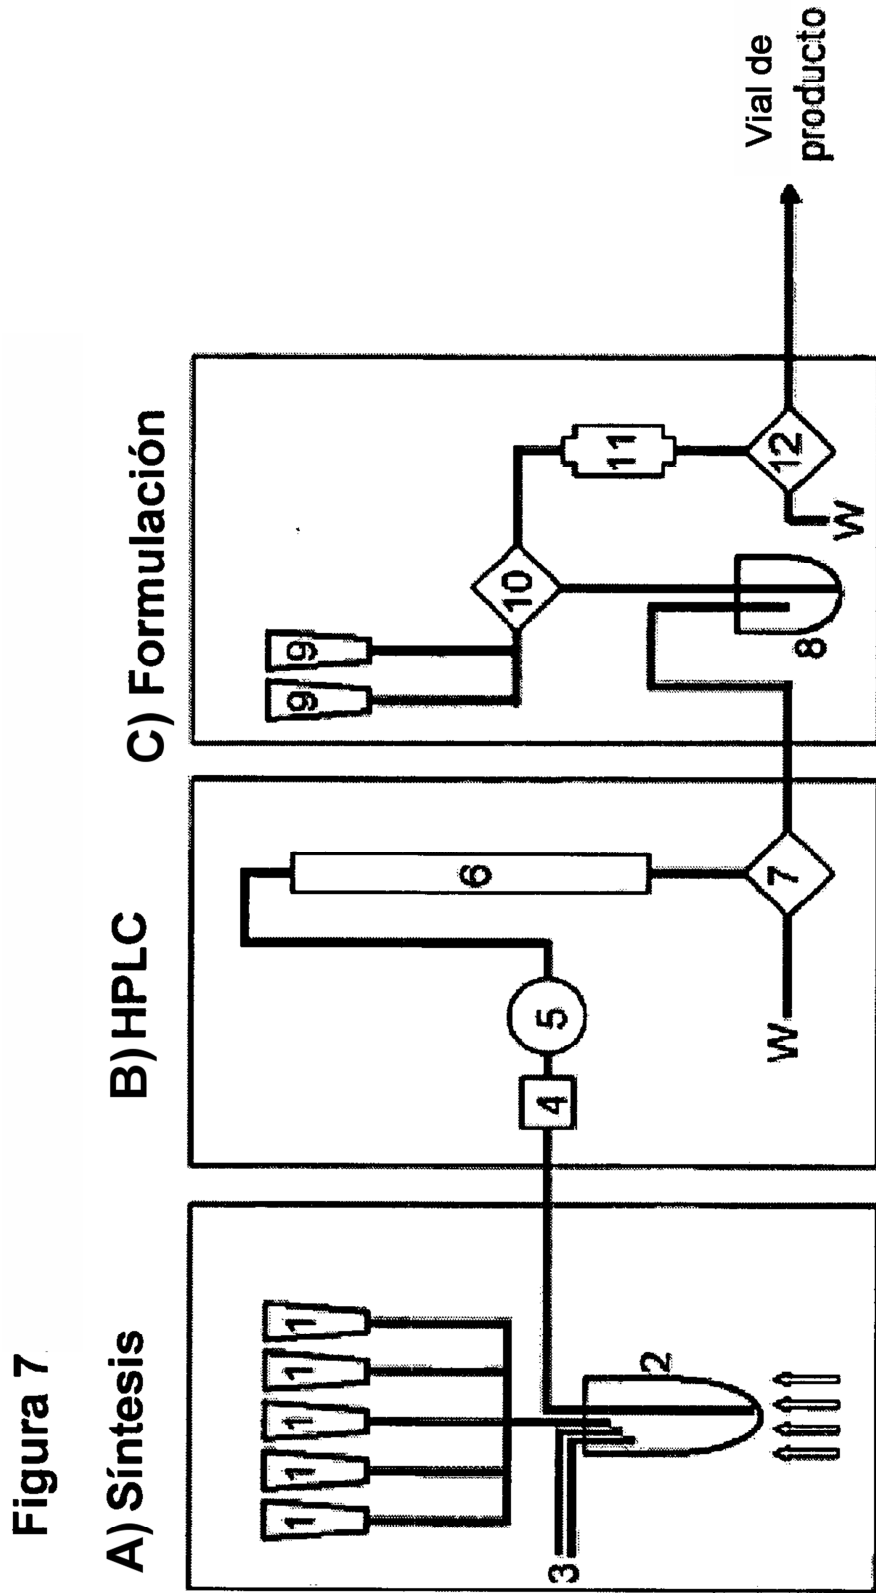 Figura 7
A) Síntesis
B) HPLC
C) Formulación
1 1 1 1 1
2
3
4
5
6
7
W
8
9 9
10
11
12
W
Vial de
producto